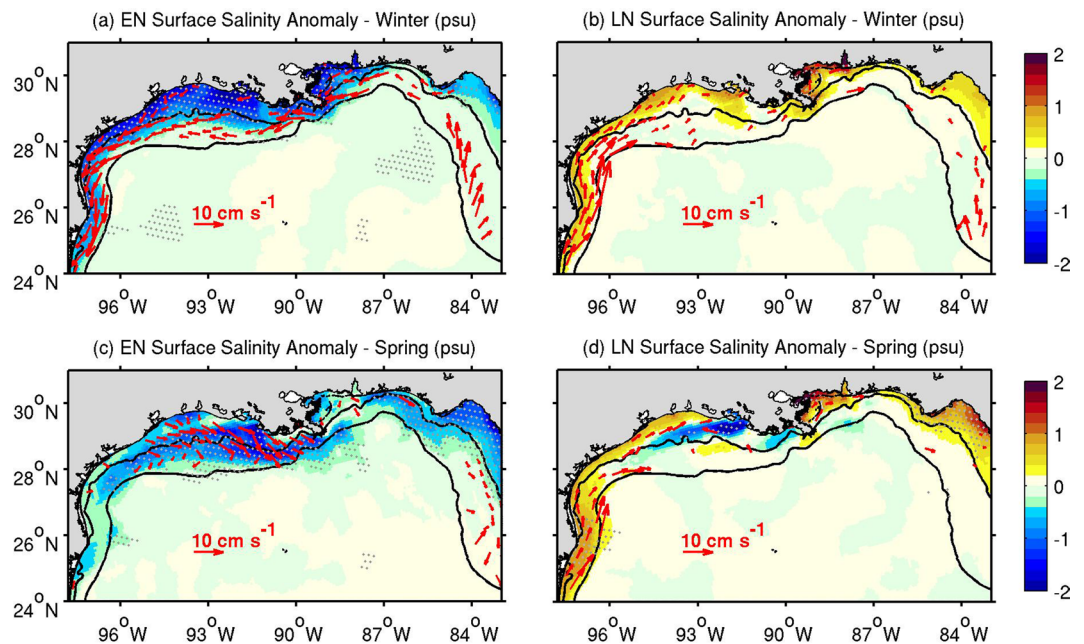 (a) EN Surface Salinity Anomaly - Winter (psu)
(b) LN Surface Salinity Anomaly - Winter (psu)
30°N
28°N
26°N
24°N
10 cm s⁻¹
10 cm s⁻¹
2
1
0
-1
-2
96°W 93°W 90°W 87°W 84°W
96°W 93°W 90°W 87°W 84°W
(c) EN Surface Salinity Anomaly - Spring (psu)
(d) LN Surface Salinity Anomaly - Spring (psu)
30°N
28°N
26°N
24°N
10 cm s⁻¹
10 cm s⁻¹
2
1
0
-1
-2
96°W 93°W 90°W 87°W 84°W
96°W 93°W 90°W 87°W 84°W